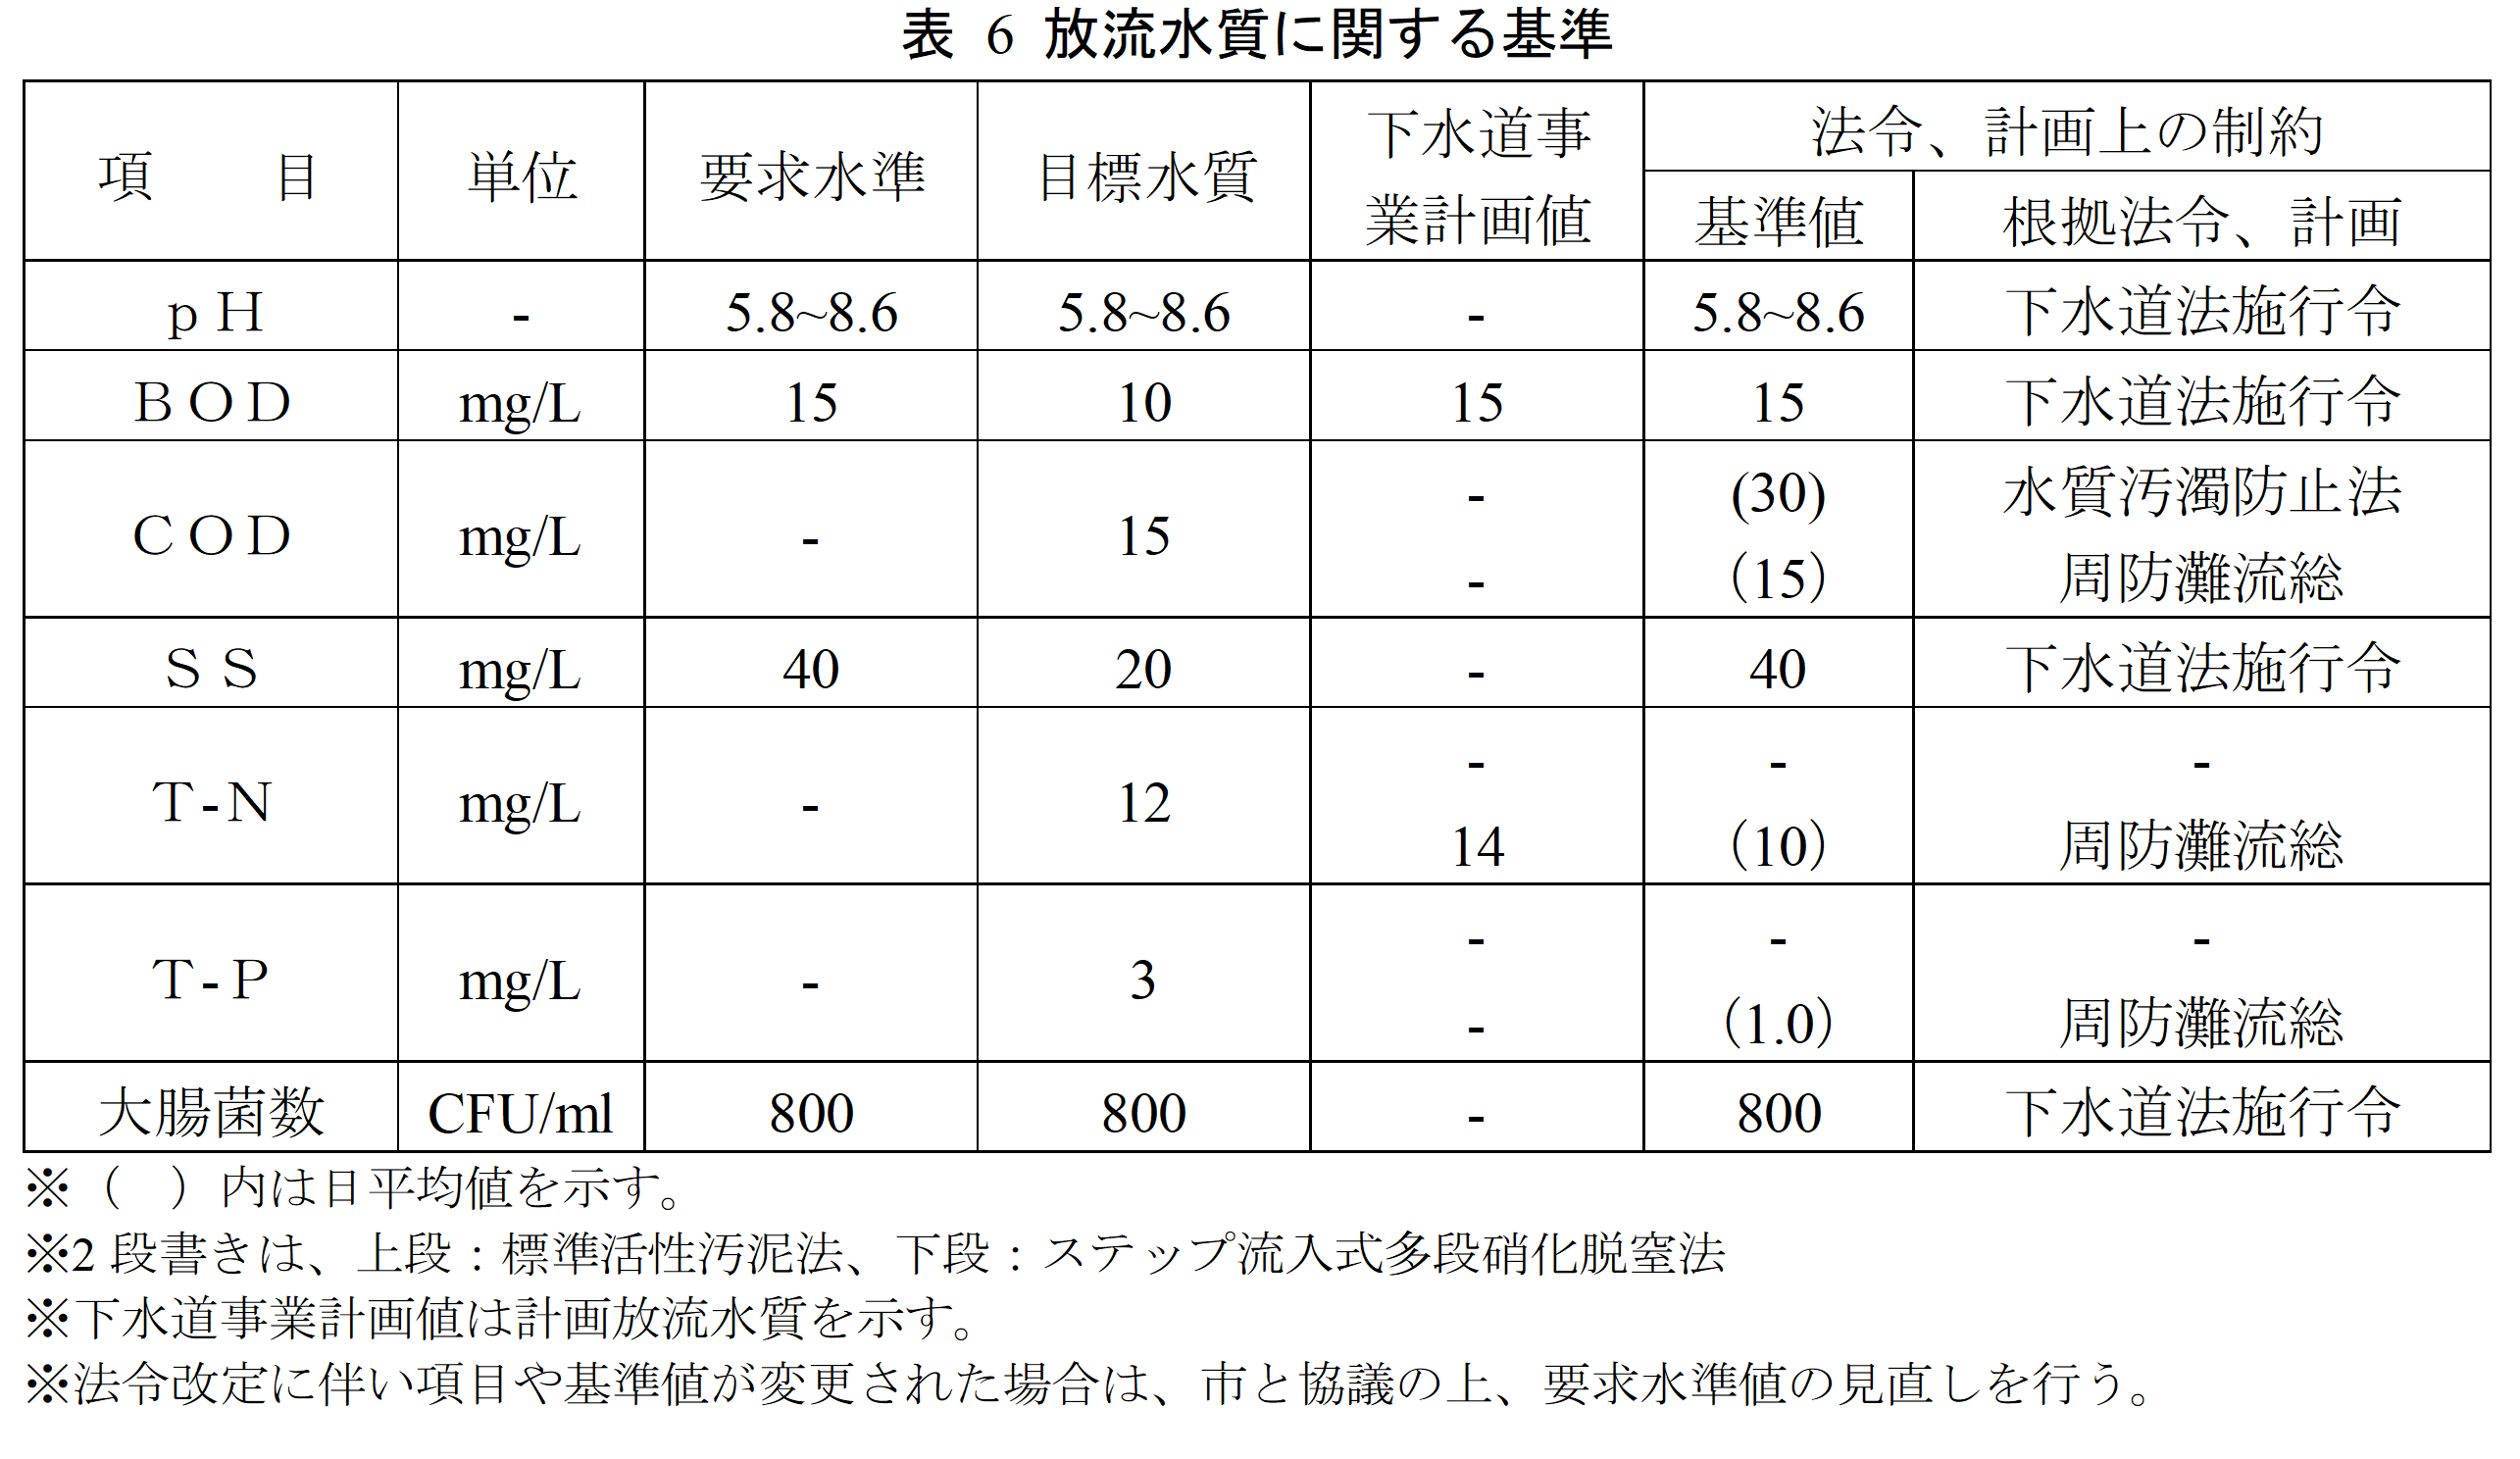 表 6 放流水質に関する基準
項　目 単位 要求水準 目標水質 下水道事業計画値 法令、計画上の制約
基準値 根拠法令、計画
ｐＨ - 5.8~8.6 5.8~8.6 - 5.8~8.6 下水道法施行令
ＢＯＤ mg/L 15 10 15 15 下水道法施行令
ＣＯＤ mg/L - 15 - (30) 水質汚濁防止法
- （15） 周防灘流総
ＳＳ mg/L 40 20 - 40 下水道法施行令
Ｔ-Ｎ mg/L - 12 - - -
14 （10） 周防灘流総
Ｔ-Ｐ mg/L - 3 - - -
- （1.0） 周防灘流総
大腸菌数 CFU/ml 800 800 - 800 下水道法施行令
※（　）内は日平均値を示す。
※2 段書きは、上段：標準活性汚泥法、下段：ステップ流入式多段硝化脱窒法
※下水道事業計画値は計画放流水質を示す。
※法令改定に伴い項目や基準値が変更された場合は、市と協議の上、要求水準値の見直しを行う。